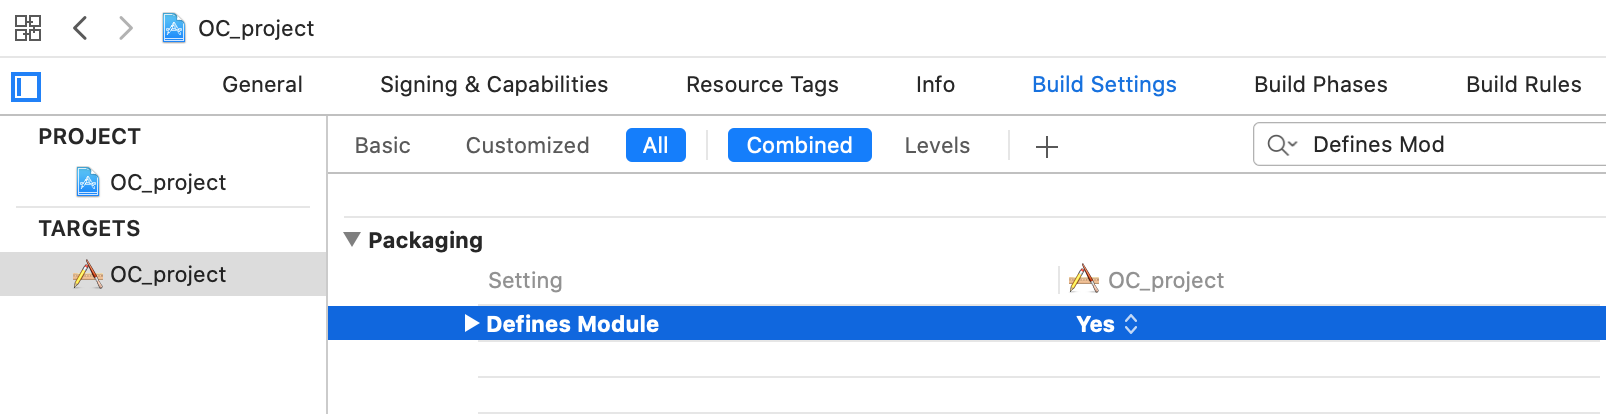 OC_project
General Signing & Capabilities Resource Tags Info Build Settings Build Phases Build Rules
PROJECT
OC_project
TARGETS
OC_project
Basic Customized All Combined Levels Defines Mod
Packaging
Setting OC_project
Defines Module Yes